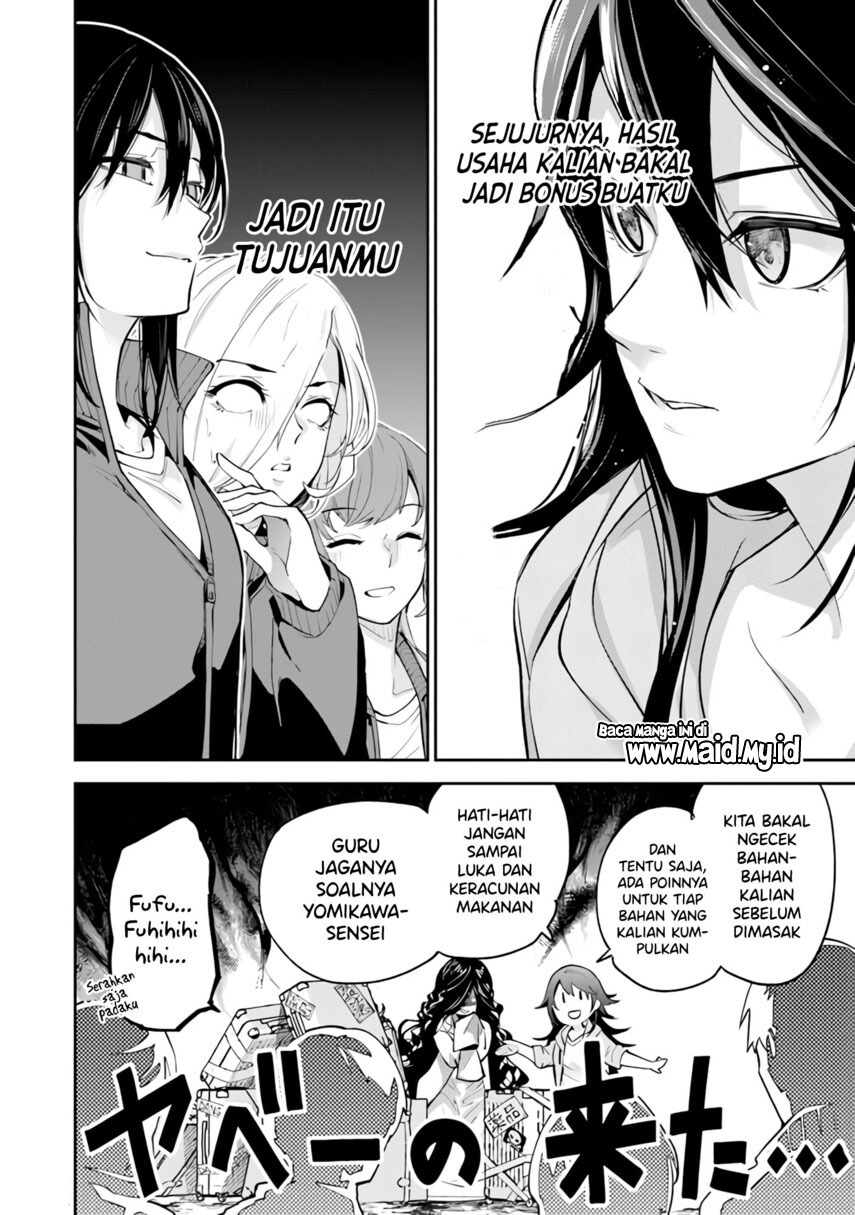 SEJUJURNYA, HASIL
USAHA KALIAN BAKAL
JADI BONUS BUATKU
JADI ITU
TUJUANMU
Baca Manga ini di
www.Maid.My.id
KITA BAKAL
NGECEK
BAHAN-
BAHAN
KALIAN
SEBELUM
DIMASAK
DAN
TENTU SAJA,
ADA POINNYA
UNTUK TIAP
BAHAN YANG
KALIAN KUM-
PULKAN
HATI-HATI
JANGAN
SAMPAI
LUKA DAN
KERACUNAN
MAKANAN
GURU
JAGANYA
SOALNYA
YOMIKAWA-
SENSEI
FuFu...
Fuhihihi
hihi...
Serahkan
saja
padaku
ヤベーの来た…